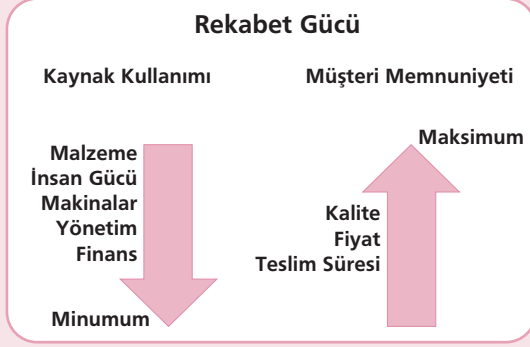 Rekabet Gücü
Kaynak Kullanımı
Müşteri Memnuniyeti
Malzeme
İnsan Gücü
Makinalar
Yönetim
Finans
Minumum
Maksimum
Kalite
Fiyat
Teslim Süresi